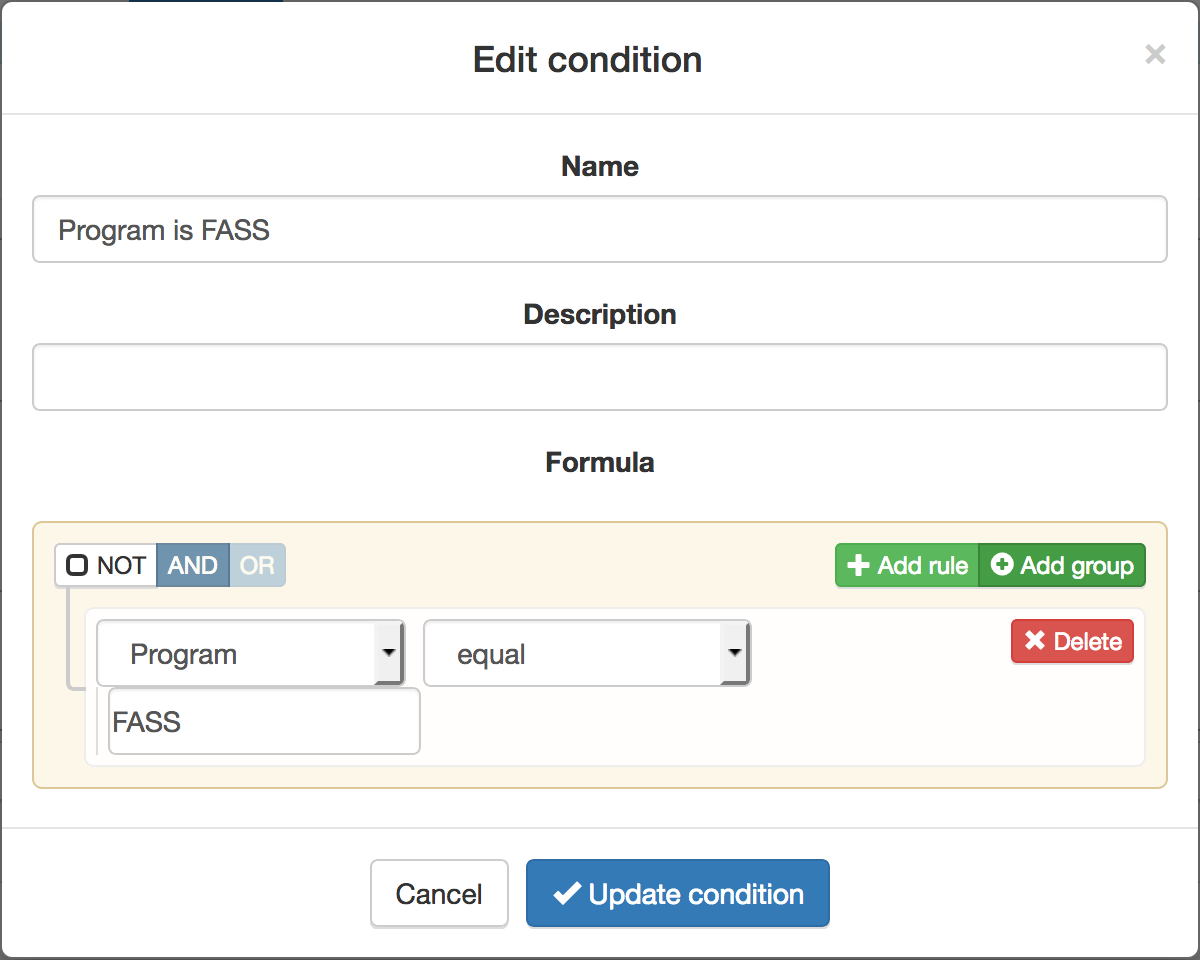 Edit condition ×
Name
Program is FASS
Description
Formula
NOT AND OR Add rule Add group
Program equal Delete
FASS
Cancel Update condition